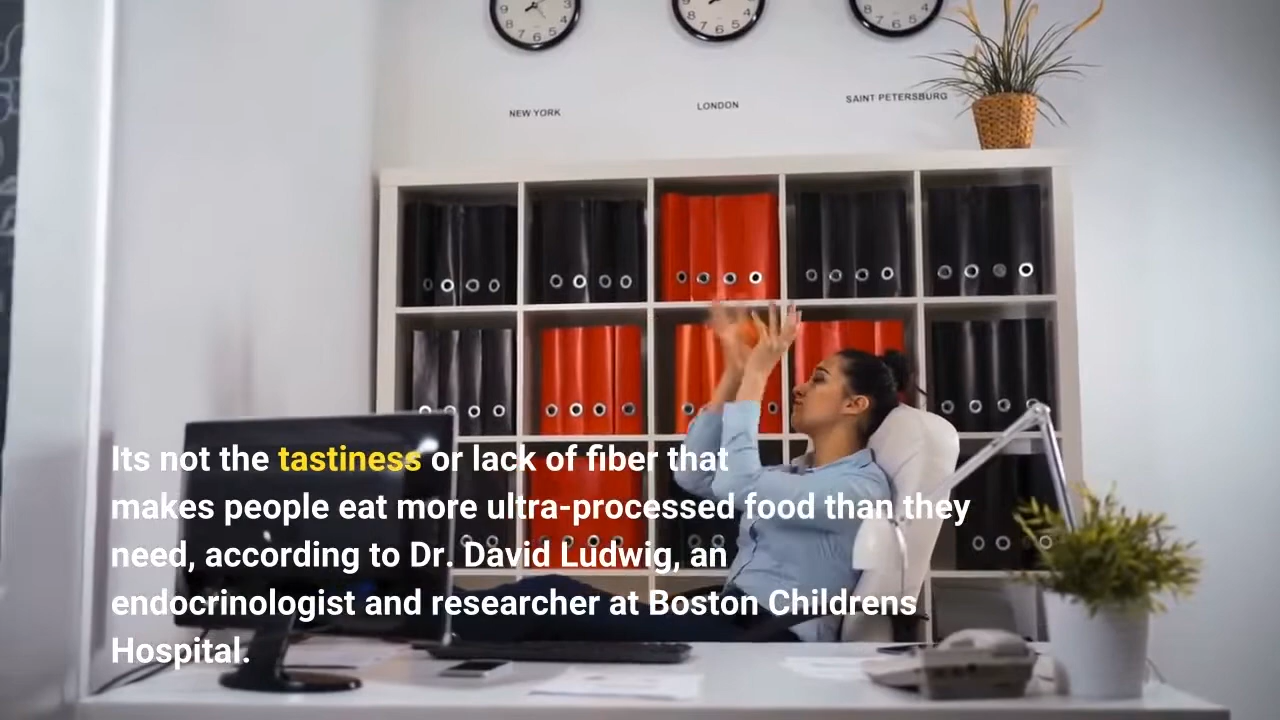 NEW YORK
LONDON
SAINT PETERSBURG
Its not the tastiness or lack of fiber that
makes people eat more ultra-processed food than they
need, according to Dr. David Ludwig, an
endocrinologist and researcher at Boston Childrens
Hospital.